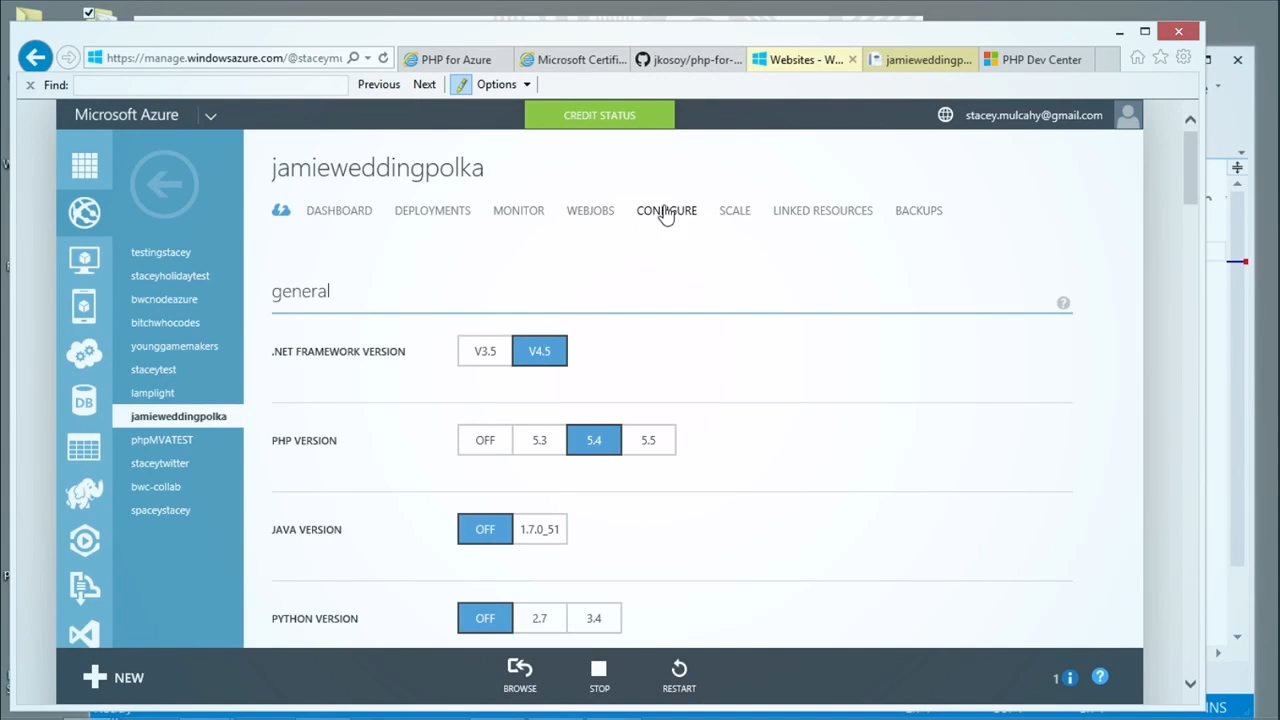 https://manage.windowsazure.com/@staceymu
PHP for Azure
Microsoft Certifi...
jkosoy/php-for-...
Websites - W...
jamieweddingp...
PHP Dev Center
Find:
Previous
Next
Options
Microsoft Azure
CREDIT STATUS
stacey.mulcahy@gmail.com
jamieweddingpolka
DASHBOARD
DEPLOYMENTS
MONITOR
WEBJOBS
CONFIGURE
SCALE
LINKED RESOURCES
BACKUPS
testingstacey
staceyholidaytest
bwcnodeazure
bitchwhocodes
younggamemakers
staceytest
lamplight
jamieweddingpolka
phpMVATEST
staceytwitter
bwc-collab
spaceystacey
DB
general
.NET FRAMEWORK VERSION
V3.5
V4.5
PHP VERSION
OFF
5.3
5.4
5.5
JAVA VERSION
OFF
1.7.0_51
PYTHON VERSION
OFF
2.7
3.4
NEW
BROWSE
STOP
RESTART
1
INS